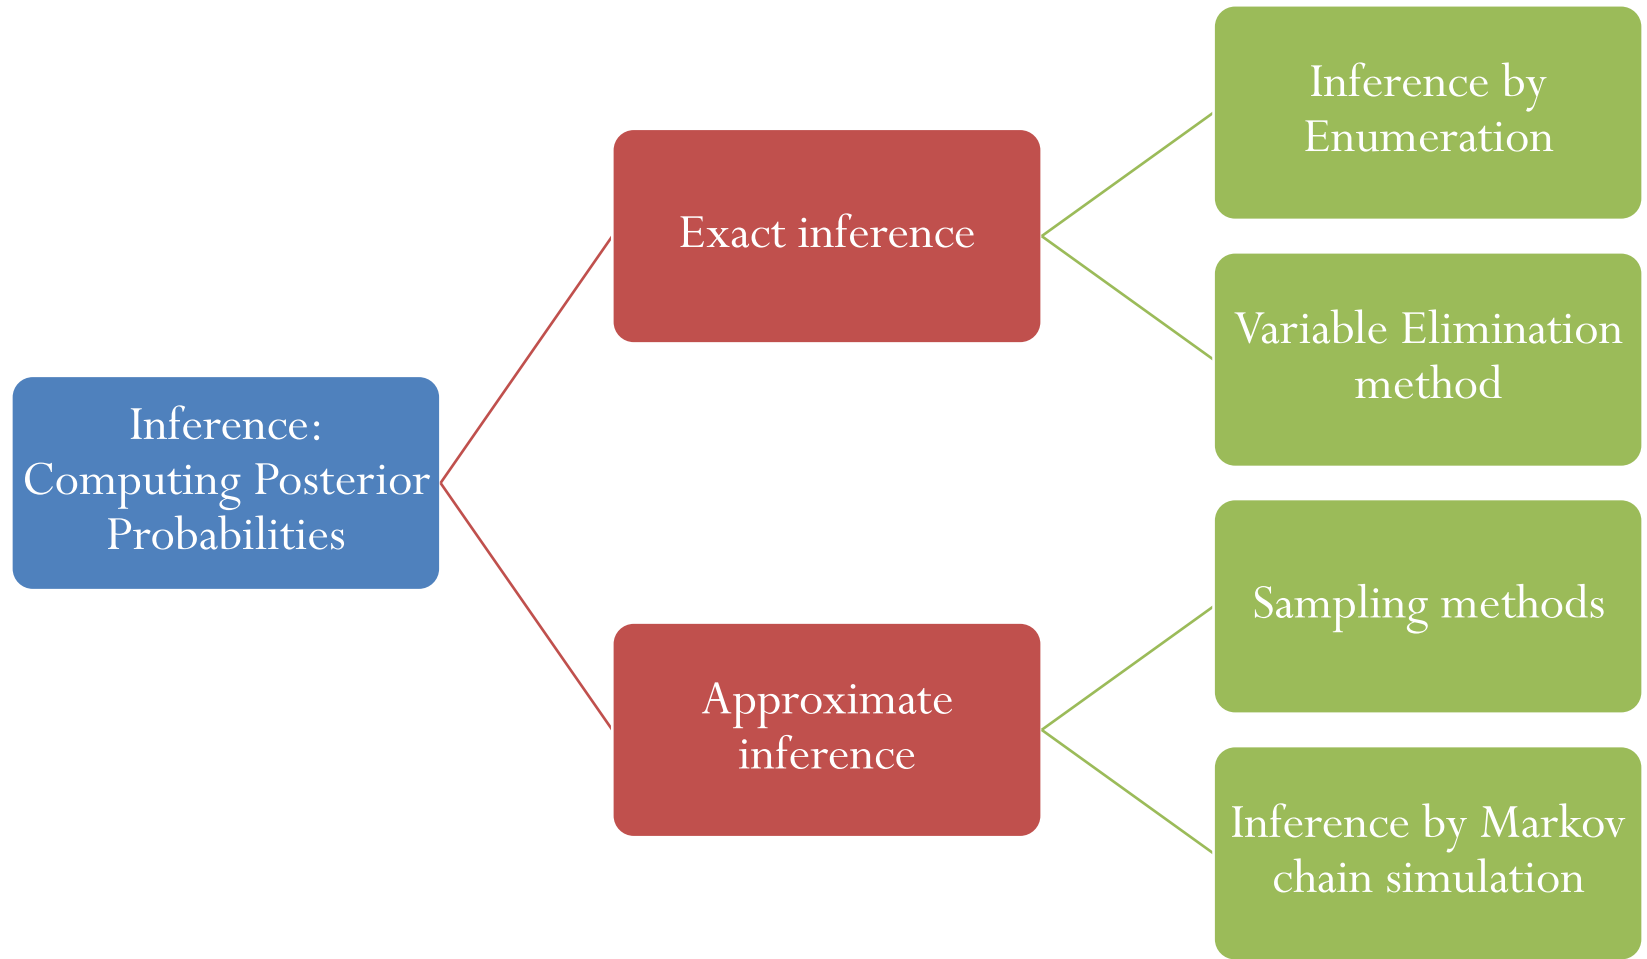 Inference by
Enumeration
Exact inference
Variable Elimination
method
Inference:
Computing Posterior
Probabilities
Sampling methods
Approximate
inference
Inference by Markov
chain simulation